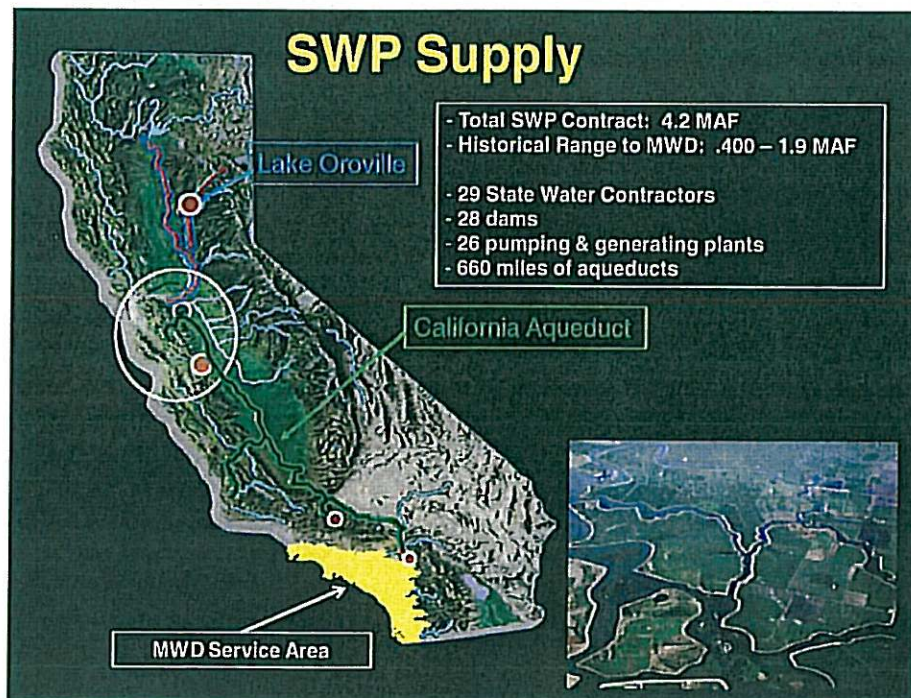 SWP Supply
- Total SWP Contract: 4.2 MAF
- Historical Range to MWD: .400 – 1.9 MAF
- 29 State Water Contractors
- 28 dams
- 26 pumping & generating plants
- 660 miles of aqueducts
Lake Oroville
California Aqueduct
MWD Service Area